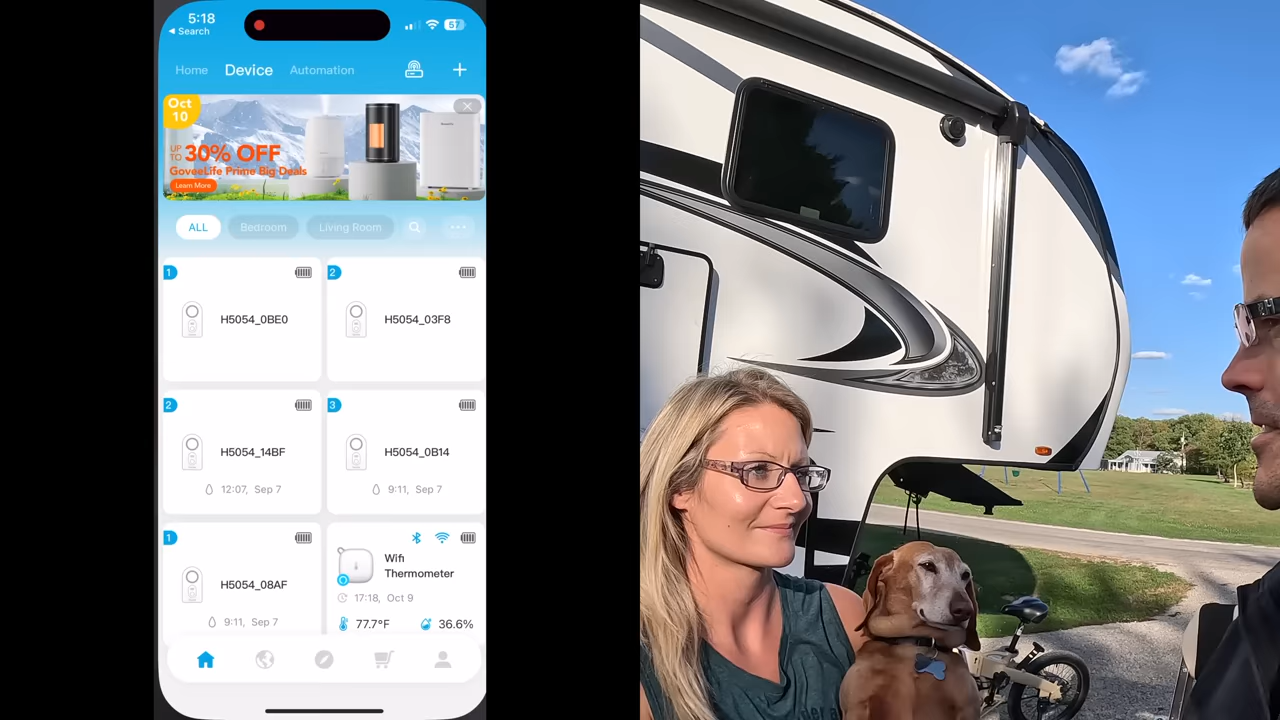 5:18
57
◀ Search
Home Device Automation
Oct
10
UP TO 30% OFF
GoveeLife Prime Big Deals
Learn More
ALL Bedroom Living Room
1
H5054_0BE0
2
H5054_03F8
2
H5054_14BF
12:07, Sep 7
3
H5054_0B14
9:11, Sep 7
1
H5054_08AF
9:11, Sep 7
Wifi
Thermometer
17:18, Oct 9
77.7°F 36.6%